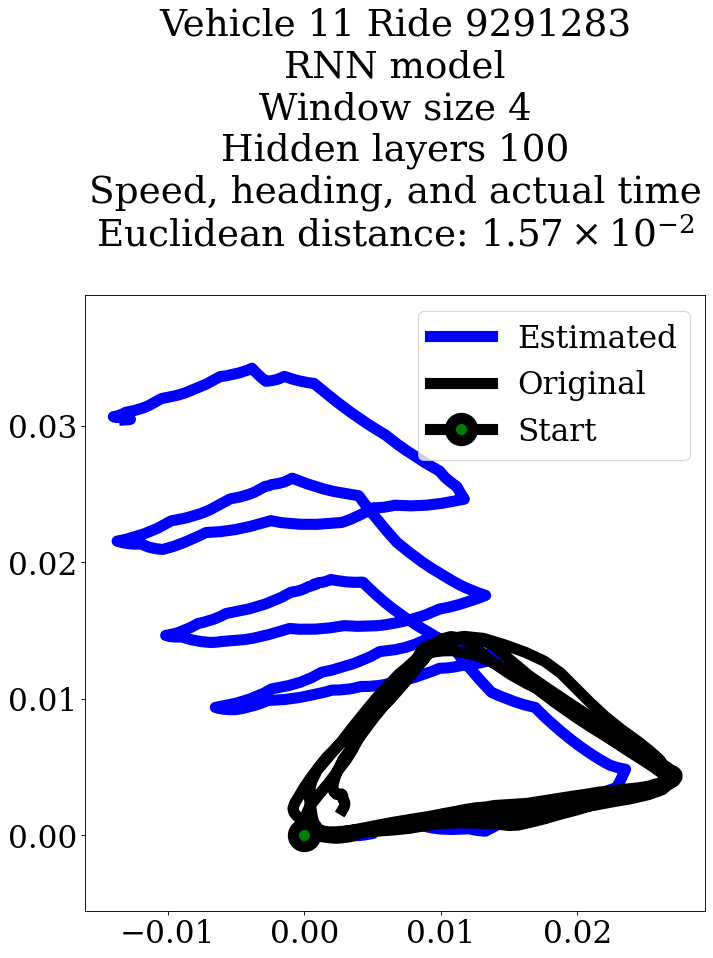 Vehicle 11 Ride 9291283
RNN model
Window size 4
Hidden layers 100
Speed, heading, and actual time
Euclidean distance: 1.57 × 10⁻²
Estimated
Original
Start
0.03
0.02
0.01
0.00
−0.01 0.00 0.01 0.02